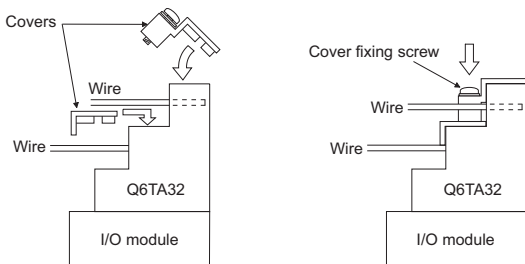 Covers
Wire
Wire
Q6TA32
I/O module
Cover fixing screw
Wire
Wire
Q6TA32
I/O module